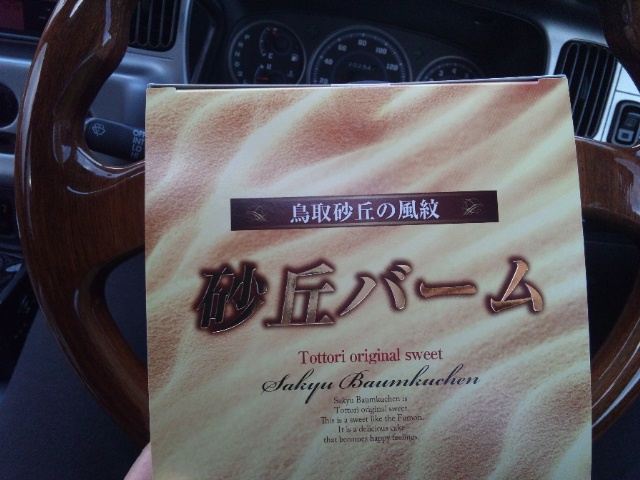 鳥取砂丘の風紋
砂丘バーム
Tottori original sweet
Sakyu Baumkuchen
Sakyu Baumkuchen is
Tottori original sweet.
This is a sweet like the Fumon.
It is a delicious cake
that becomes happy feelings.